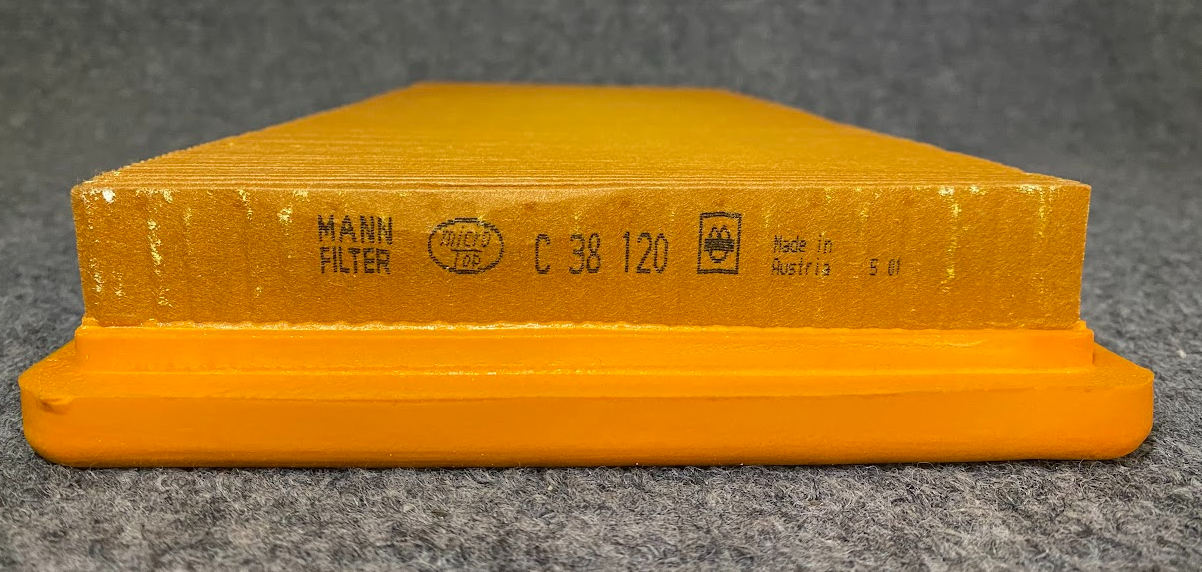 MANN
FILTER
micro
Top
C 38 120
Made in
Austria 5 01